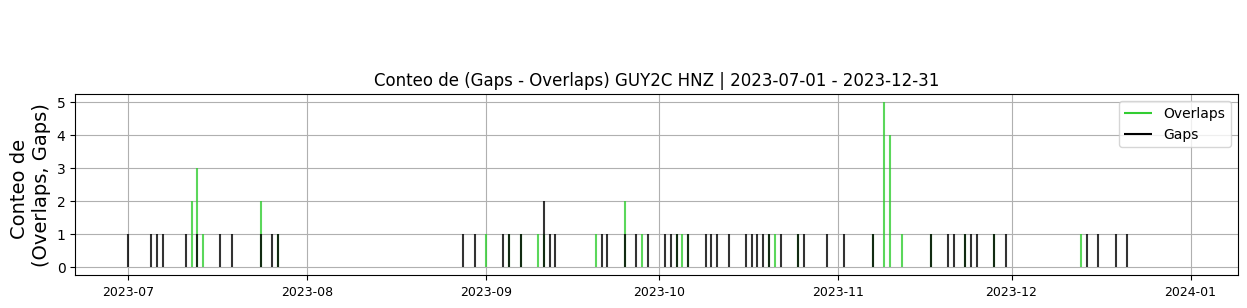 Conteo de (Gaps - Overlaps) GUY2C HNZ | 2023-07-01 - 2023-12-31
Conteo de
(Overlaps, Gaps)
5
4
3
2
1
0
Overlaps
Gaps
2023-07
2023-08
2023-09
2023-10
2023-11
2023-12
2024-01